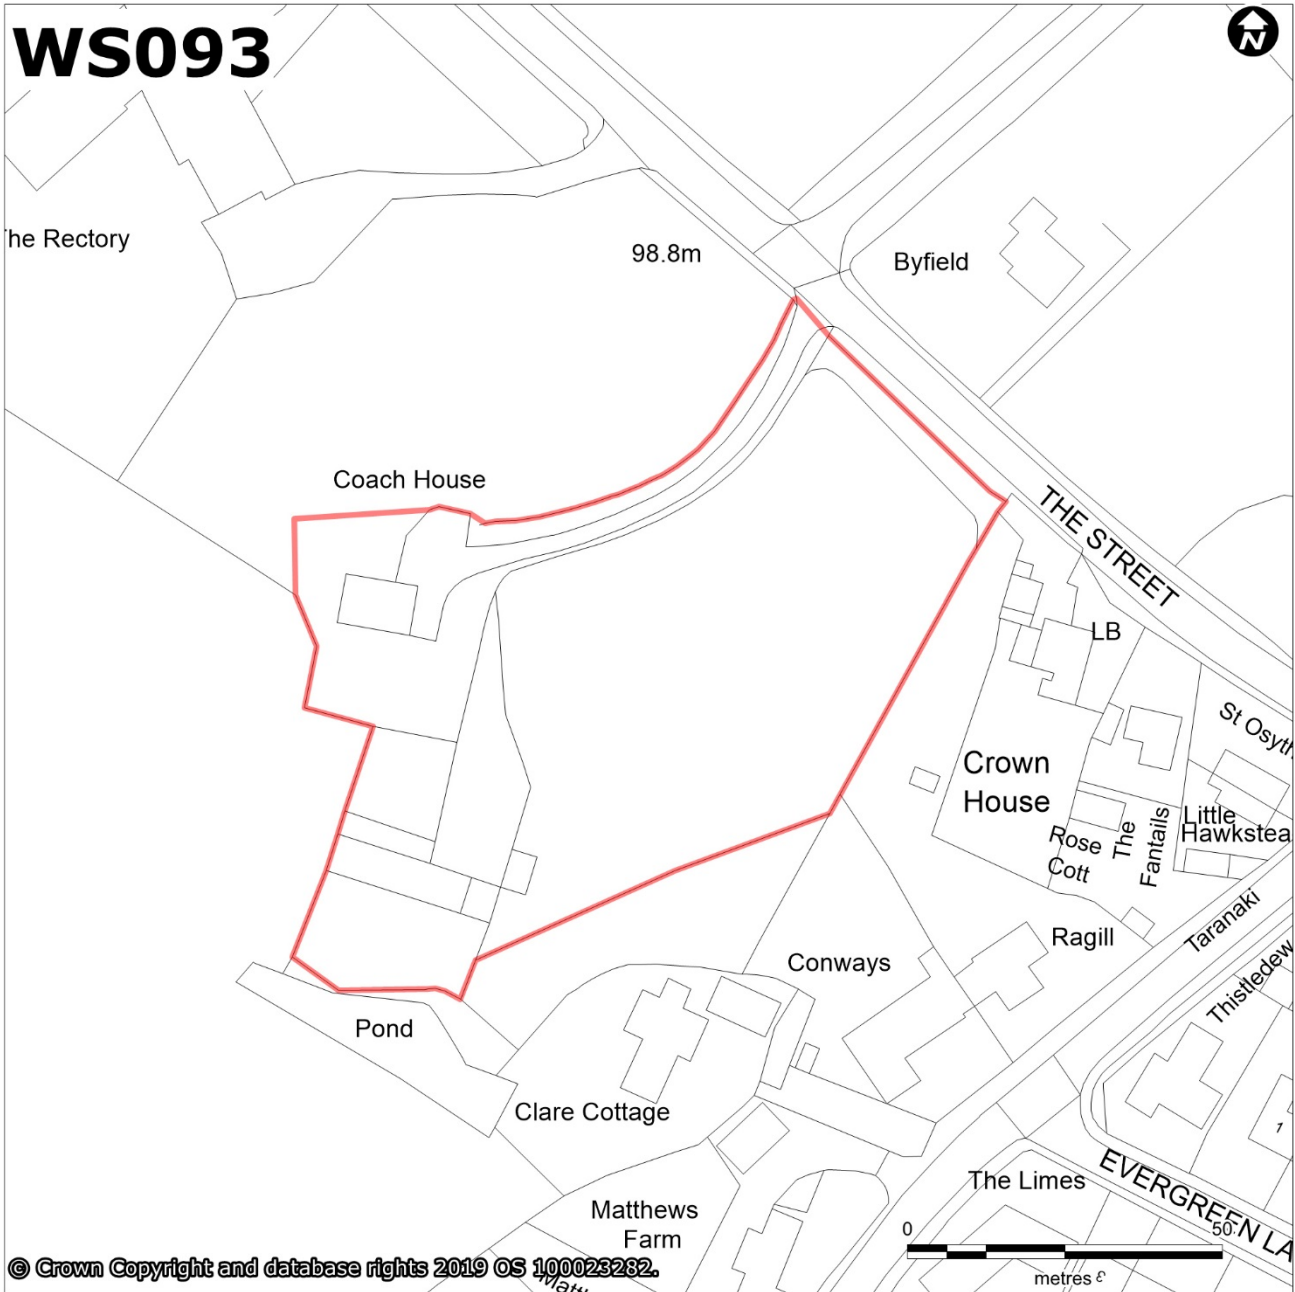 WS093
N
he Rectory
98.8m
Byfield
Coach House
THE STREET
LB
St Osyth
Crown
House
Rose
Cott
The
Fantails
Little
Hawkstea
Taranaki
Ragill
Thistledew
Conways
Pond
Clare Cottage
1
The Limes
EVERGREEN LA
Matthews
Farm
0
50
metres
© Crown Copyright and database rights 2019 OS 100023282.